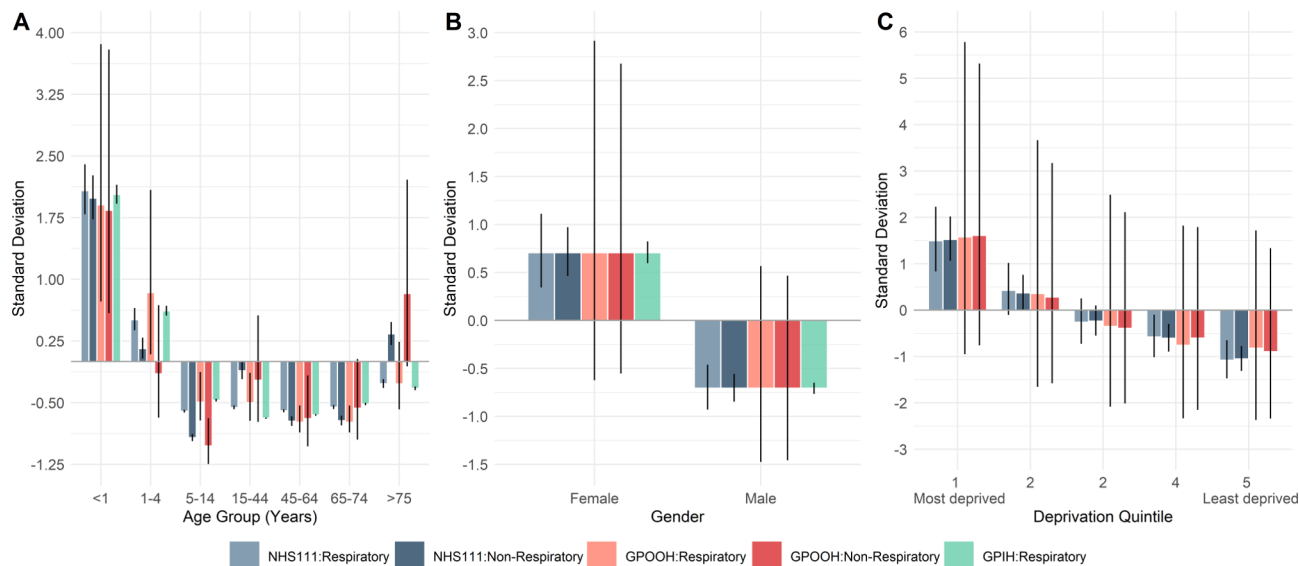 A
Standard Deviation
4.00
3.25
2.50
1.75
1.00
0.25
-0.50
-1.25
<1 1-4 5-14 15-44 45-64 65-74 >75
Age Group (Years)
B
Standard Deviation
3.0
2.5
2.0
1.5
1.0
0.5
0.0
-0.5
-1.0
-1.5
Female Male
Gender
C
Standard Deviation
6
5
4
3
2
1
0
-1
-2
-3
1 2 2 4 5
Most deprived Least deprived
Deprivation Quintile
NHS111:Respiratory NHS111:Non-Respiratory GPOOH:Respiratory GPOOH:Non-Respiratory GPIH:Respiratory